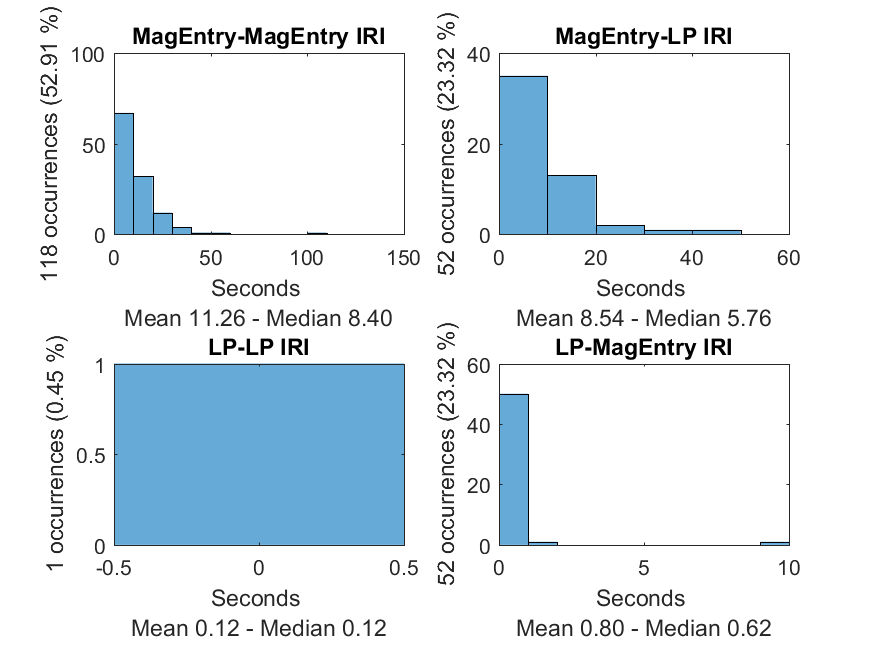 MagEntry-MagEntry IRI
118 occurrences (52.91 %)
100
50
0
0 50 100 150
Seconds
Mean 11.26 - Median 8.40
MagEntry-LP IRI
52 occurrences (23.32 %)
40
20
0
0 20 40 60
Seconds
Mean 8.54 - Median 5.76
LP-LP IRI
1 occurrences (0.45 %)
1
0.5
0
-0.5 0 0.5
Seconds
Mean 0.12 - Median 0.12
LP-MagEntry IRI
52 occurrences (23.32 %)
60
40
20
0
0 5 10
Seconds
Mean 0.80 - Median 0.62